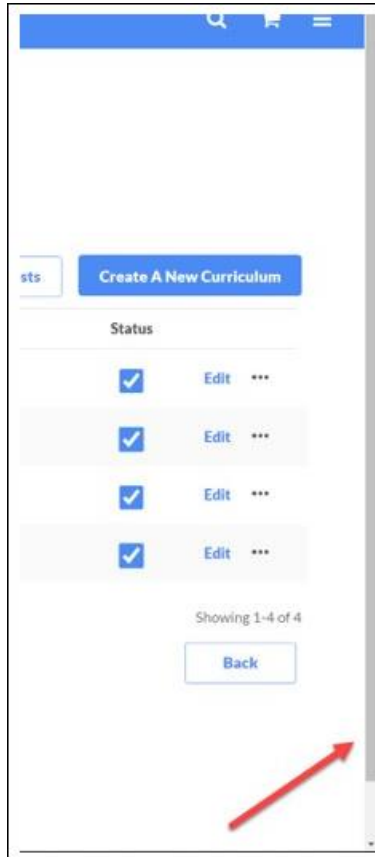 sts Create A New Curriculum
Status
Edit
Edit
Edit
Edit
Showing 1-4 of 4
Back